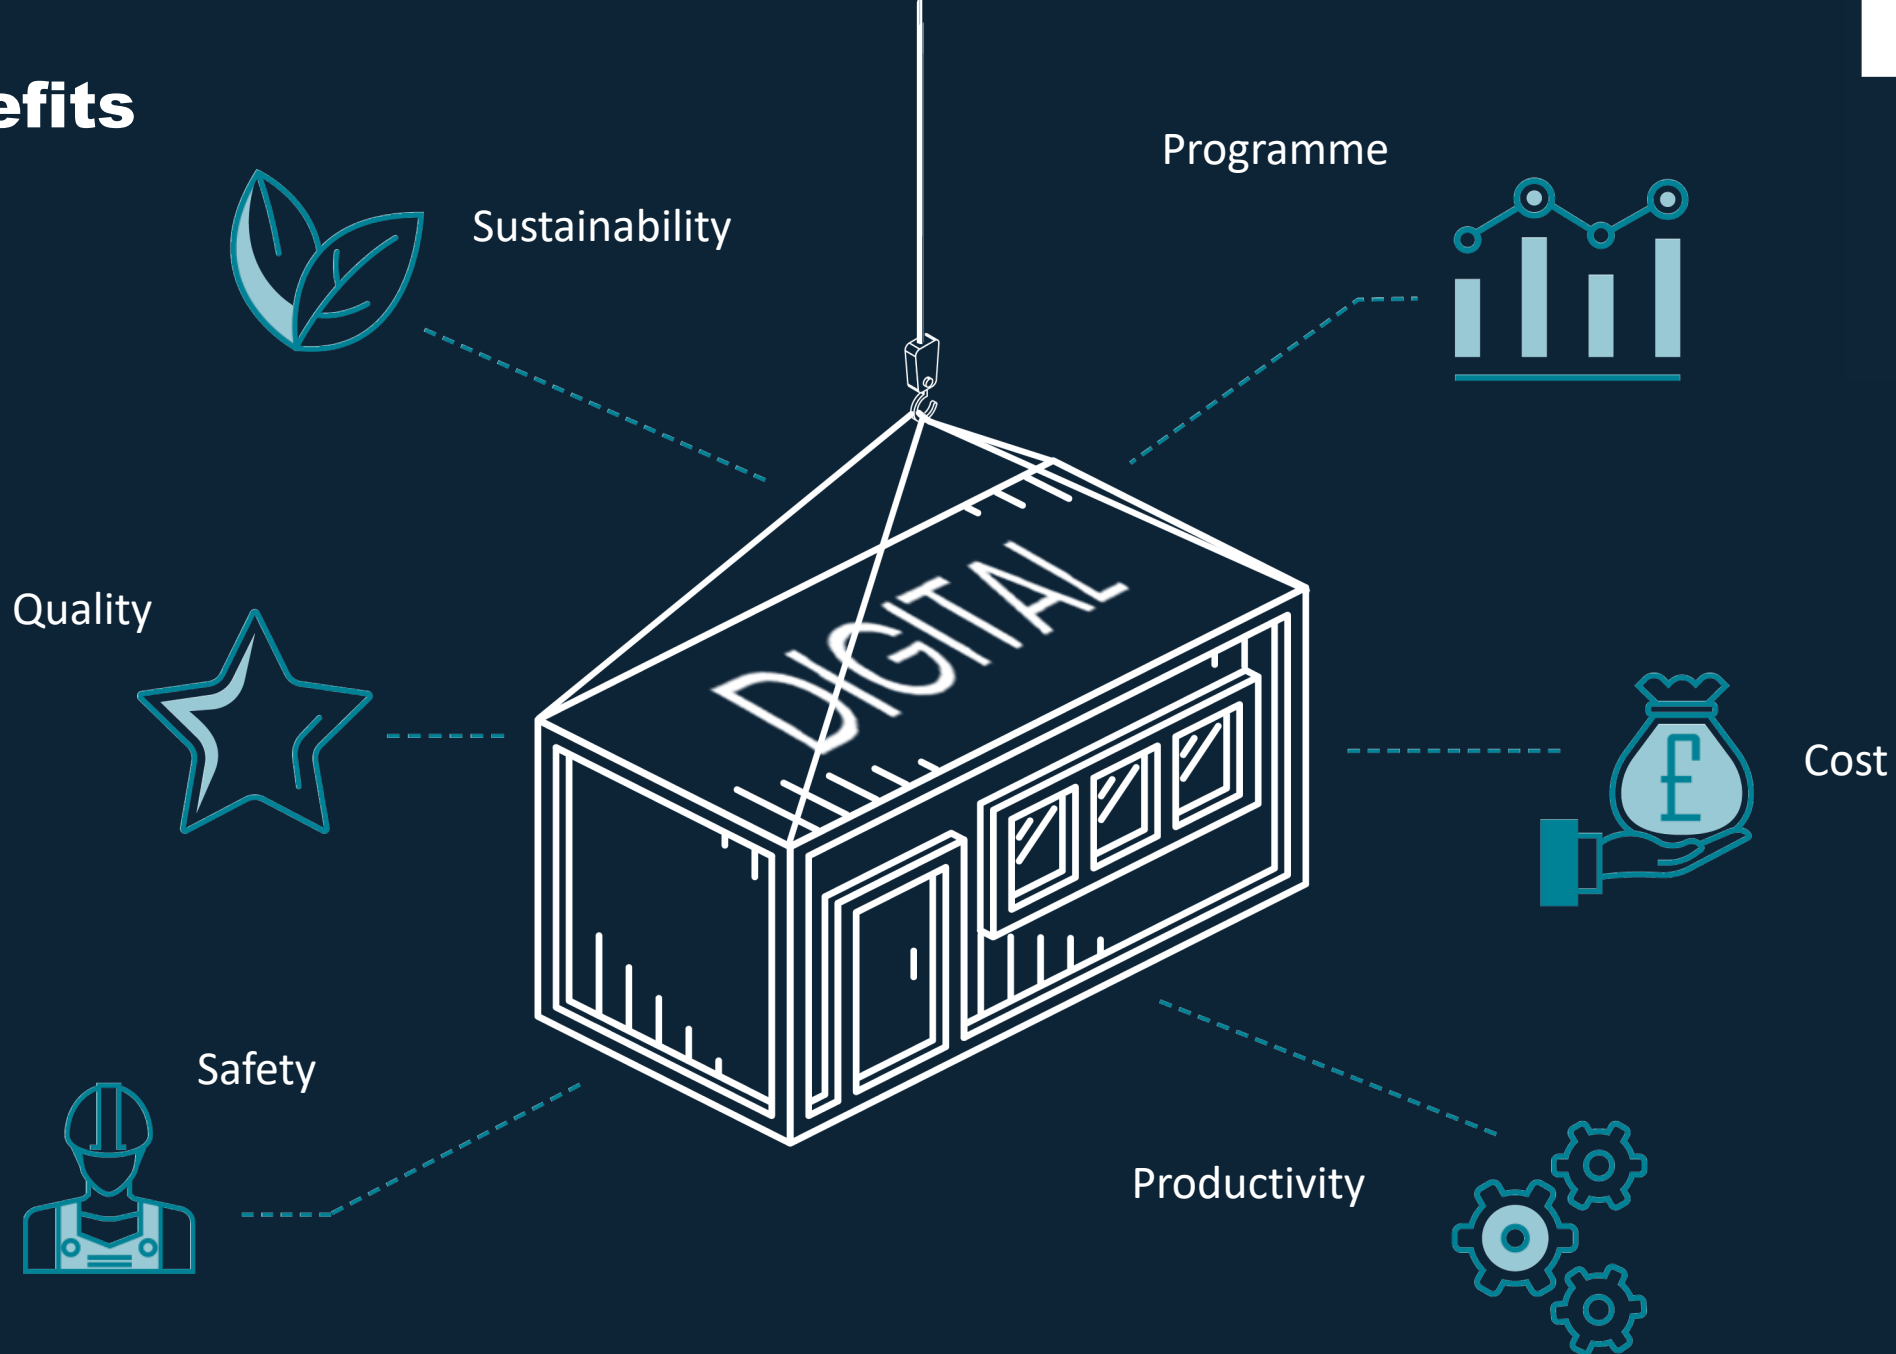 efits
Programme
Sustainability
DIGITAL
Quality
£
Cost
Safety
Productivity